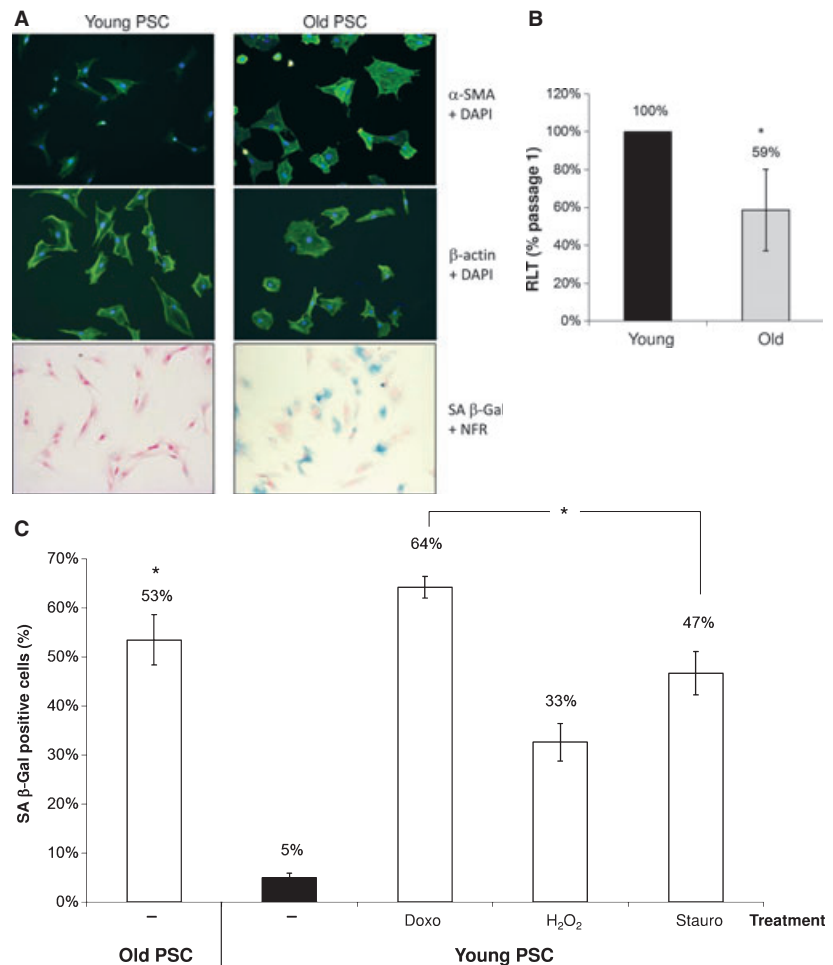 A
Young PSC
Old PSC
α-SMA
+ DAPI
β-actin
+ DAPI
SA β-Gal
+ NFR
B
RLT (% passage 1)
120%
100%
80%
60%
40%
20%
0%
100%
*
59%
Young
Old
C
SA β-Gal positive cells (%)
70%
60%
50%
40%
30%
20%
10%
0%
*
53%
5%
64%
33%
47%
*
– – Doxo H₂O₂ Stauro Treatment
Old PSC Young PSC